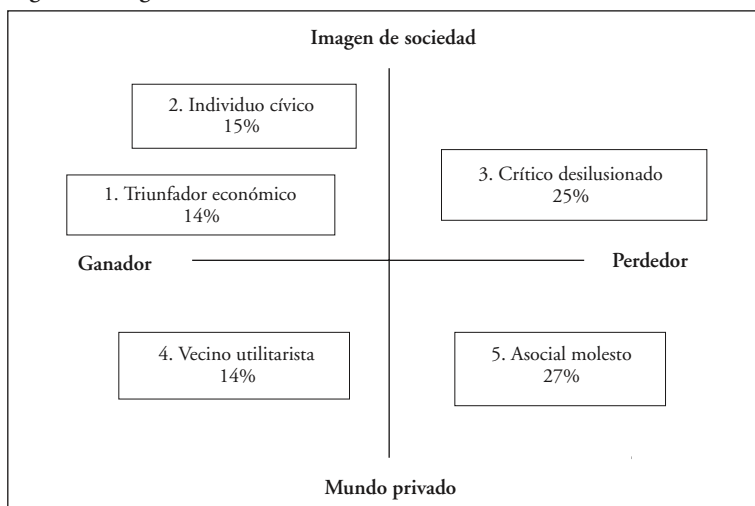 Imagen de sociedad
2. Individuo cívico
15%
3. Crítico desilusionado
25%
1. Triunfador económico
14%
Ganador
Perdedor
4. Vecino utilitarista
14%
5. Asocial molesto
27%
Mundo privado